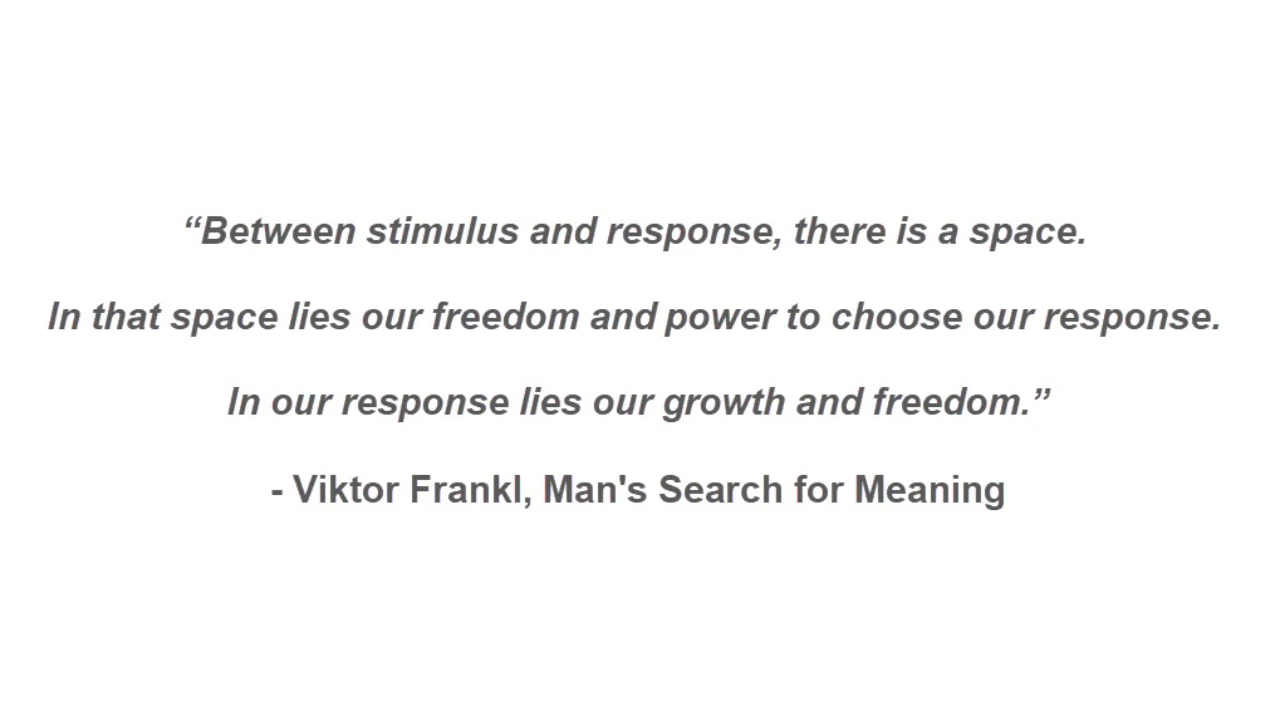 “Between stimulus and response, there is a space.
In that space lies our freedom and power to choose our response.
In our response lies our growth and freedom.”
- Viktor Frankl, Man's Search for Meaning